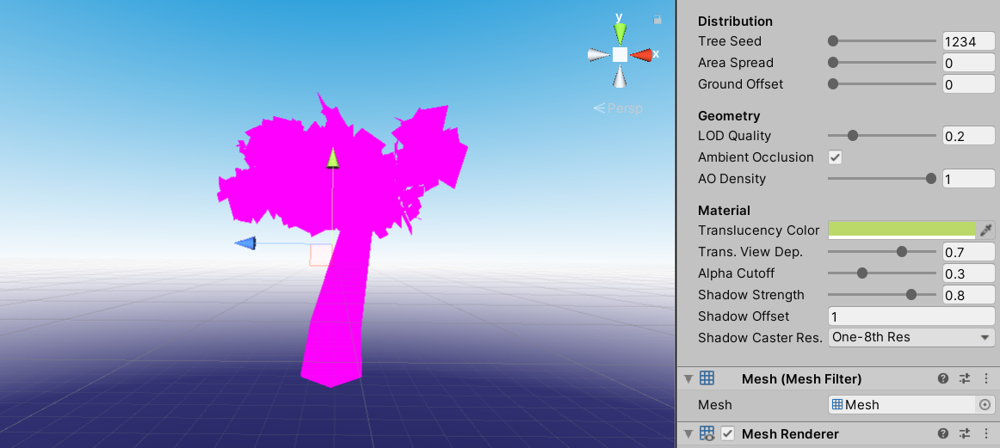 y
x
Persp
Distribution
Tree Seed 1234
Area Spread 0
Ground Offset 0
Geometry
LOD Quality 0.2
Ambient Occlusion
AO Density 1
Material
Translucency Color
Trans. View Dep. 0.7
Alpha Cutoff 0.3
Shadow Strength 0.8
Shadow Offset 1
Shadow Caster Res. One-8th Res
Mesh (Mesh Filter)
Mesh Mesh
Mesh Renderer